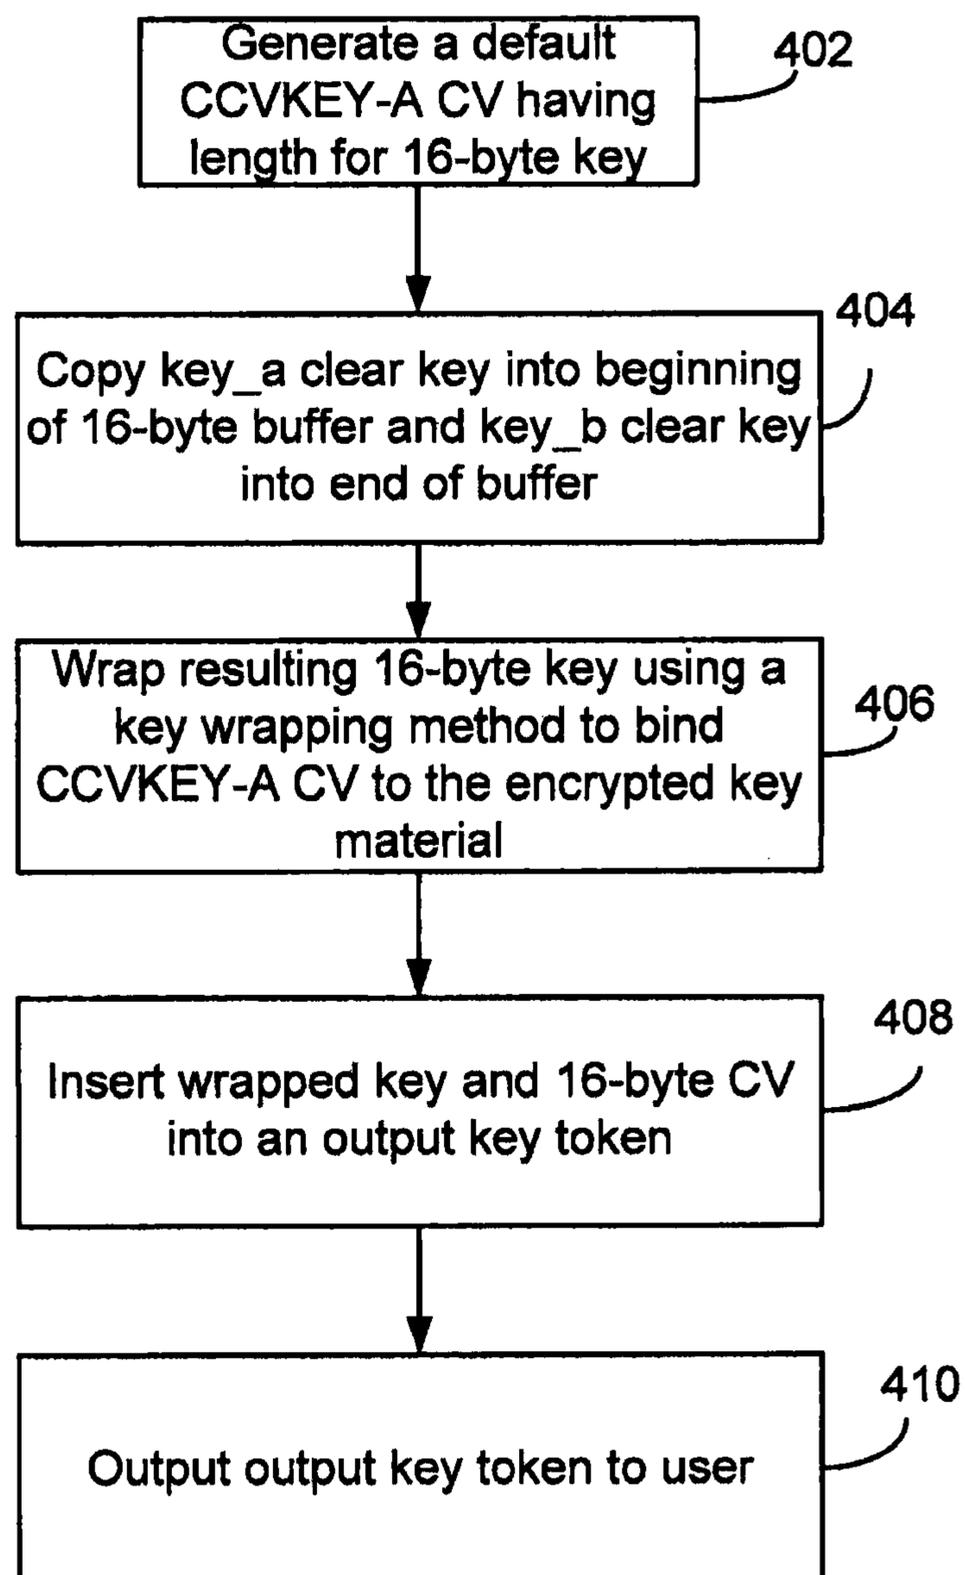 Generate a default
CCVKEY-A CV having
length for 16-byte key
402
404
Copy key_a clear key into beginning
of 16-byte buffer and key_b clear key
into end of buffer
Wrap resulting 16-byte key using a
key wrapping method to bind
CCVKEY-A CV to the encrypted key
material
406
408
Insert wrapped key and 16-byte CV
into an output key token
410
Output output key token to user